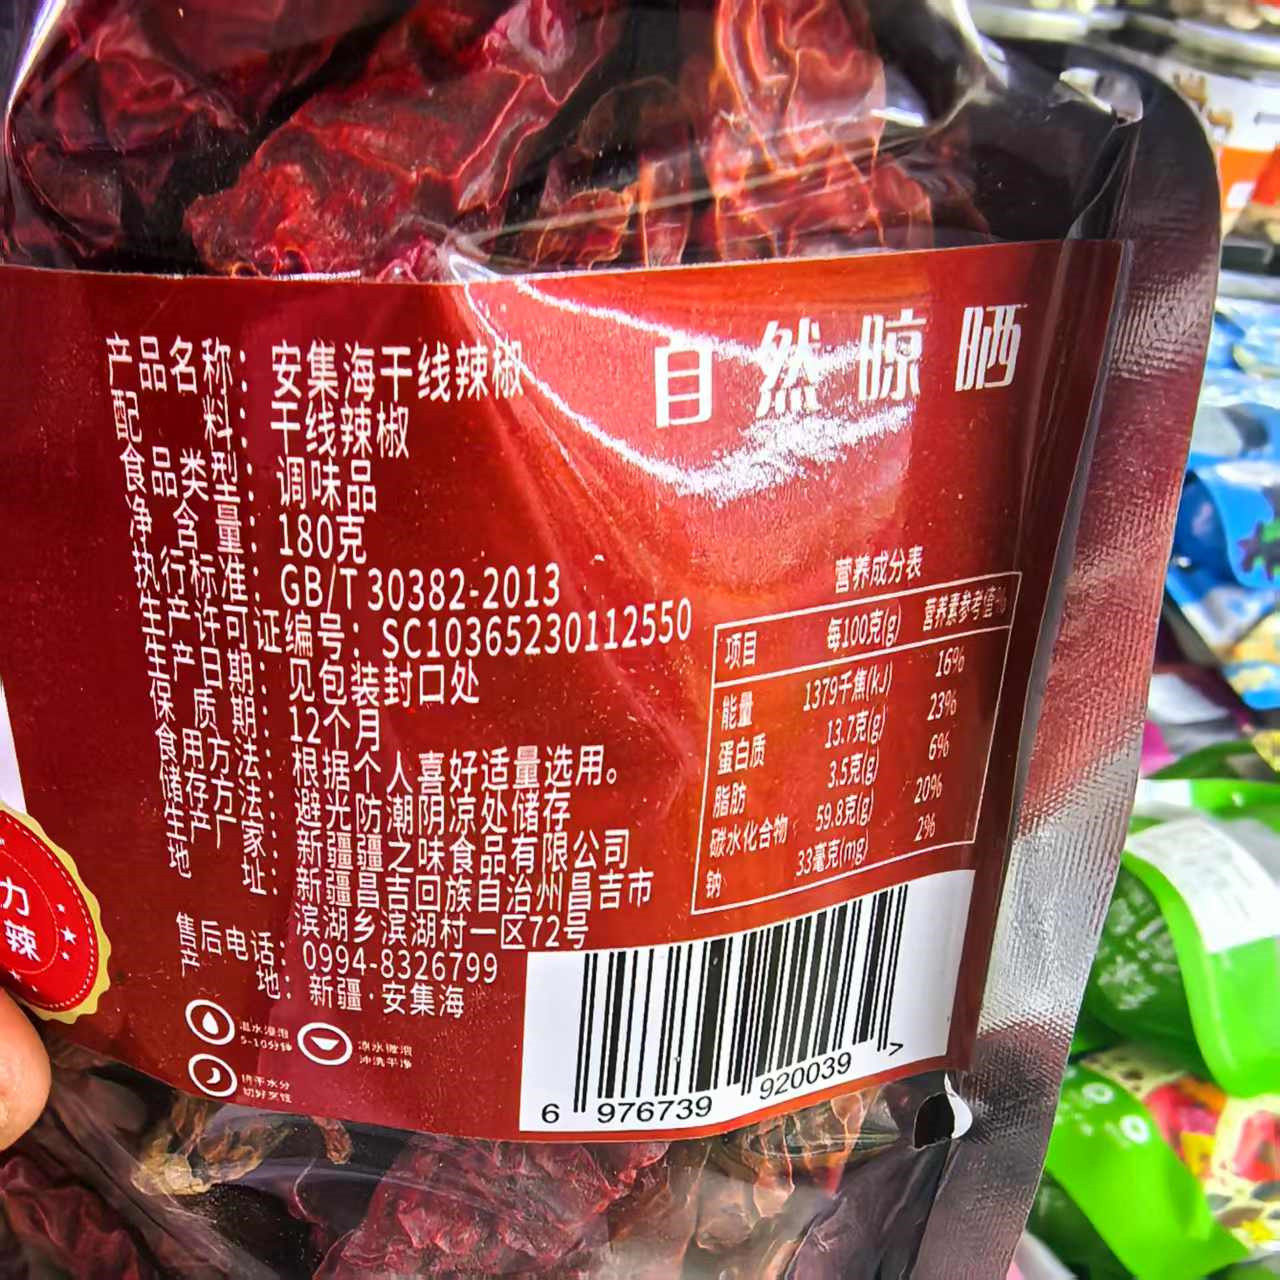 自然晾晒
产品名称：安集海干线辣椒
配料：干线辣椒
食品类型：调味品
净含量：180克
执行标准：GB/T 30382-2013
生产许可证编号：SC10365230112550
生产日期：见包装封口处
保质期：12个月
食用方法：根据个人喜好适量选用。
储存方法：避光防潮阴凉处储存
生产厂家：新疆疆之味食品有限公司
地址：新疆昌吉回族自治州昌吉市
滨湖乡滨湖村一区72号
售后电话：0994-8326799
产地：新疆·安集海
温水浸泡
5-10分钟
凉水微泡
冲洗干净
挤干水分
切好烹饪
营养成分表
项目 每100克(g) 营养素参考值%
能量 1379千焦(kJ) 16%
蛋白质 13.7克(g) 23%
脂肪 3.5克(g) 6%
碳水化合物 59.8克(g) 20%
钠 33毫克(mg) 2%
6 976739 920039 >
力
辣